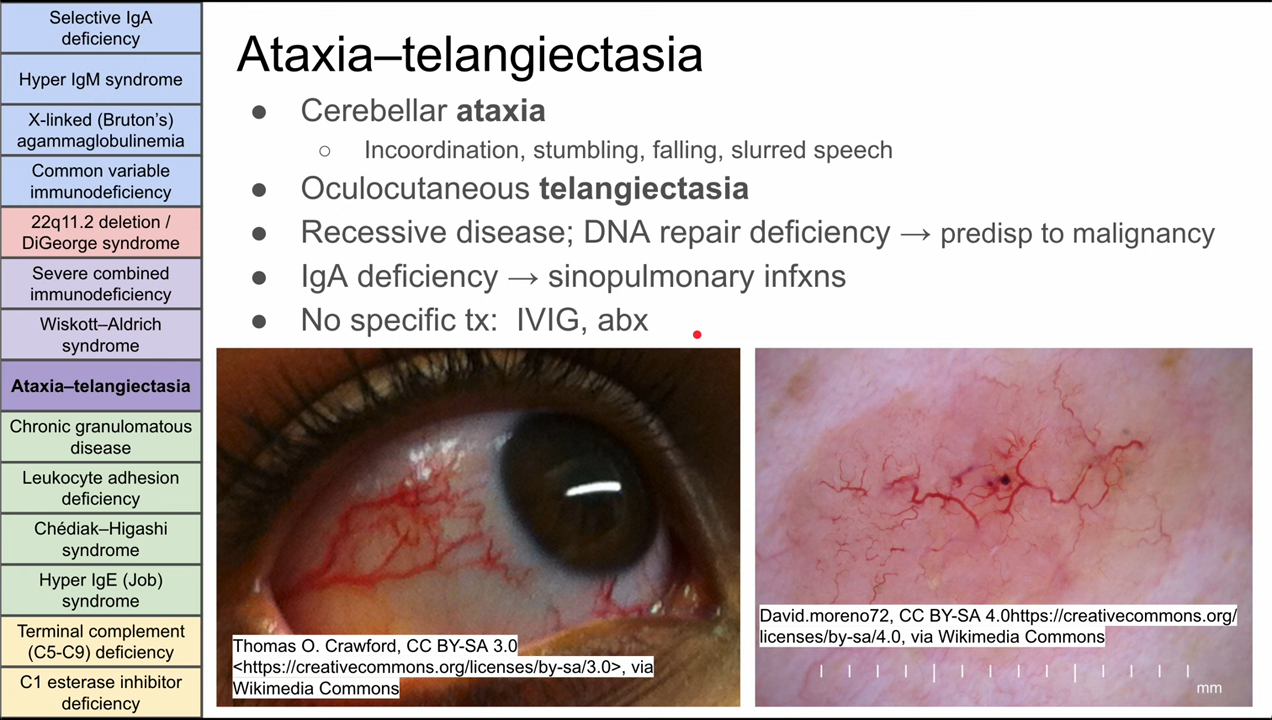 Selective IgA
deficiency
Hyper IgM syndrome
X-linked (Bruton's)
agammaglobulinemia
Common variable
immunodeficiency
22q11.2 deletion /
DiGeorge syndrome
Severe combined
immunodeficiency
Wiskott–Aldrich
syndrome
Ataxia–telangiectasia
Chronic granulomatous
disease
Leukocyte adhesion
deficiency
Chédiak–Higashi
syndrome
Hyper IgE (Job)
syndrome
Terminal complement
(C5-C9) deficiency
C1 esterase inhibitor
deficiency
Ataxia–telangiectasia
● Cerebellar ataxia
○ Incoordination, stumbling, falling, slurred speech
● Oculocutaneous telangiectasia
● Recessive disease; DNA repair deficiency → predisp to malignancy
● IgA deficiency → sinopulmonary infxns
● No specific tx: IVIG, abx
Thomas O. Crawford, CC BY-SA 3.0
<https://creativecommons.org/licenses/by-sa/3.0>, via
Wikimedia Commons
David.moreno72, CC BY-SA 4.0https://creativecommons.org/
licenses/by-sa/4.0, via Wikimedia Commons
mm